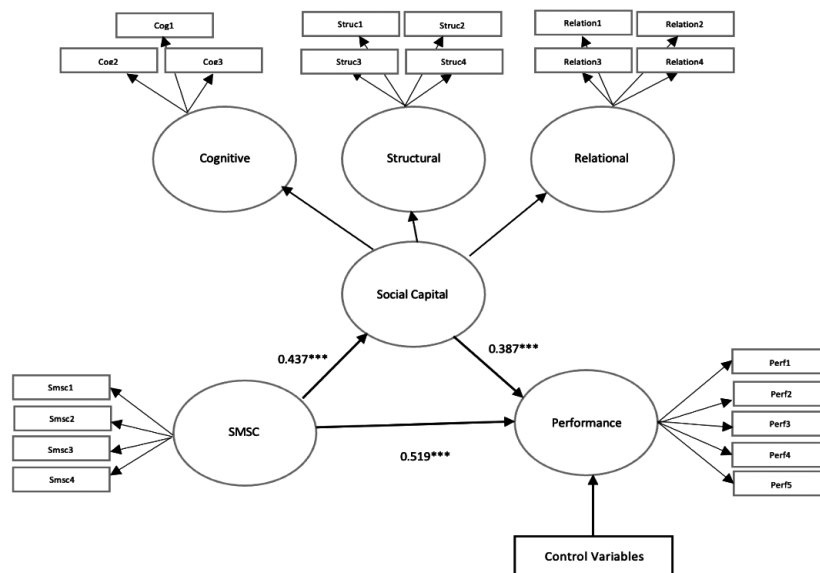 Cog1
Cog2
Cog3
Struc1
Struc2
Struc3
Struc4
Relation1
Relation2
Relation3
Relation4
Cognitive
Structural
Relational
Social Capital
0.437***
0.387***
Smsc1
Smsc2
Smsc3
Smsc4
SMSC
0.519***
Performance
Perf1
Perf2
Perf3
Perf4
Perf5
Control Variables